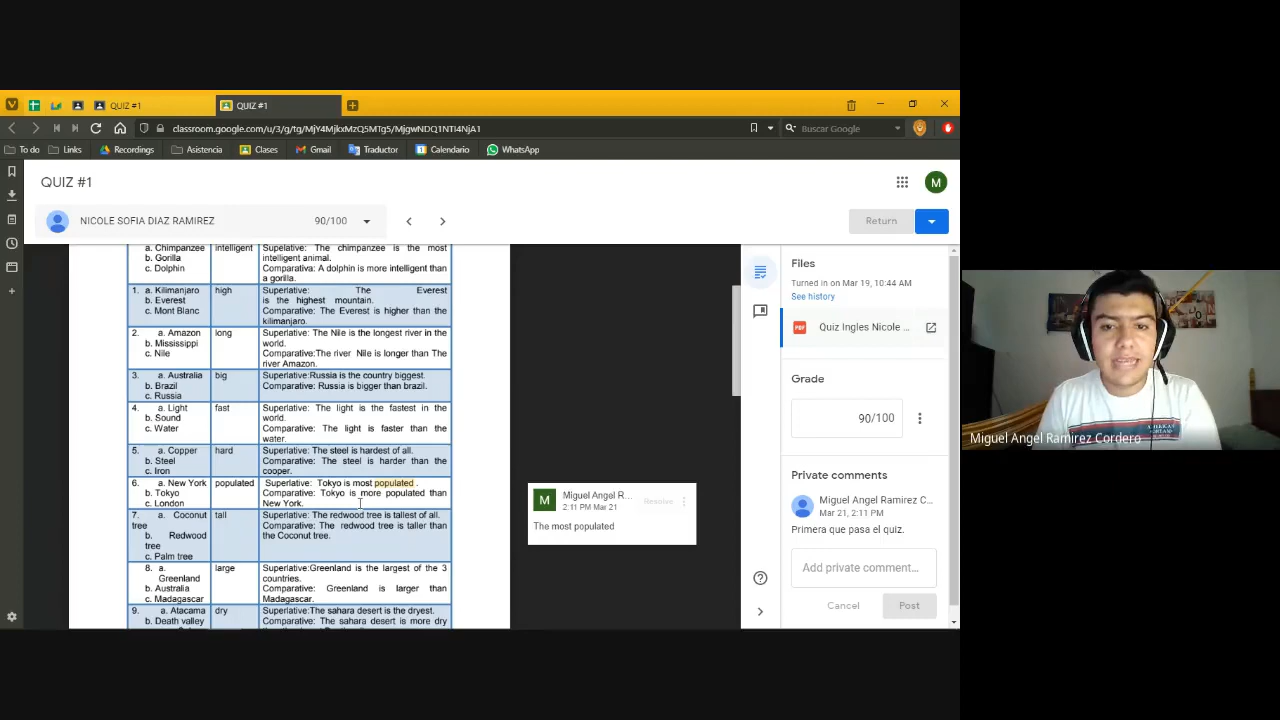 QUIZ #1
QUIZ #1
classroom.google.com/u/3/g/tg/MjY4MjkxMzQ5MTg5/MjgwNDQ1NTI4NjA1
Buscar Google
To do
Links
Recordings
Asistencia
Clases
Gmail
Traductor
Calendario
WhatsApp
QUIZ #1
M
NICOLE SOFIA DIAZ RAMIREZ
90/100
Return
a. Chimpanzee
b. Gorilla
c. Dolphin
intelligent
Supelative: The chimpanzee is the most
intelligent animal.
Comparativa: A dolphin is more intelligent than
a gorilla.
1. a. Kilimanjaro
b. Everest
c. Mont Blanc
high
Superlative: The Everest
is the highest mountain.
Comparative: The Everest is higher than the
kilimanjaro.
2. a. Amazon
b. Mississippi
c. Nile
long
Superlative: The Nile is the longest river in the
world.
Comparative:The river Nile is longer than The
river Amazon.
3. a. Australia
b. Brazil
c. Russia
big
Superlative:Russia is the country biggest.
Comparative: Russia is bigger than brazil.
4. a. Light
b. Sound
c. Water
fast
Superlative: The light is the fastest in the
world.
Comparative: The light is faster than the
water.
5. a. Copper
b. Steel
c. Iron
hard
Superlative: The steel is hardest of all.
Comparative: The steel is harder than the
cooper.
6. a. New York
b. Tokyo
c. London
populated
Superlative: Tokyo is most populated .
Comparative: Tokyo is more populated than
New York.
7. a. Coconut
tree
b. Redwood
tree
c. Palm tree
tall
Superlative: The redwood tree is tallest of all.
Comparative: The redwood tree is taller than
the Coconut tree.
8. a.
Greenland
b. Australia
c. Madagascar
large
Superlative:Greenland is the largest of the 3
countries.
Comparative: Greenland is larger than
Madagascar.
9. a. Atacama
b. Death valley
dry
Superlative:The sahara desert is the dryest.
Comparative: The sahara desert is more dry
M
Miguel Angel R...
2:11 PM Mar 21
Resolve
The most populated
Files
Turned in on Mar 19, 10:44 AM
See history
PDF
Quiz Ingles Nicole ...
Grade
90/100
Private comments
Miguel Angel Ramirez C...
Mar 21, 2:11 PM
Primera que pasa el quiz.
Add private comment...
Cancel
Post
Miguel Angel Ramirez Cordero